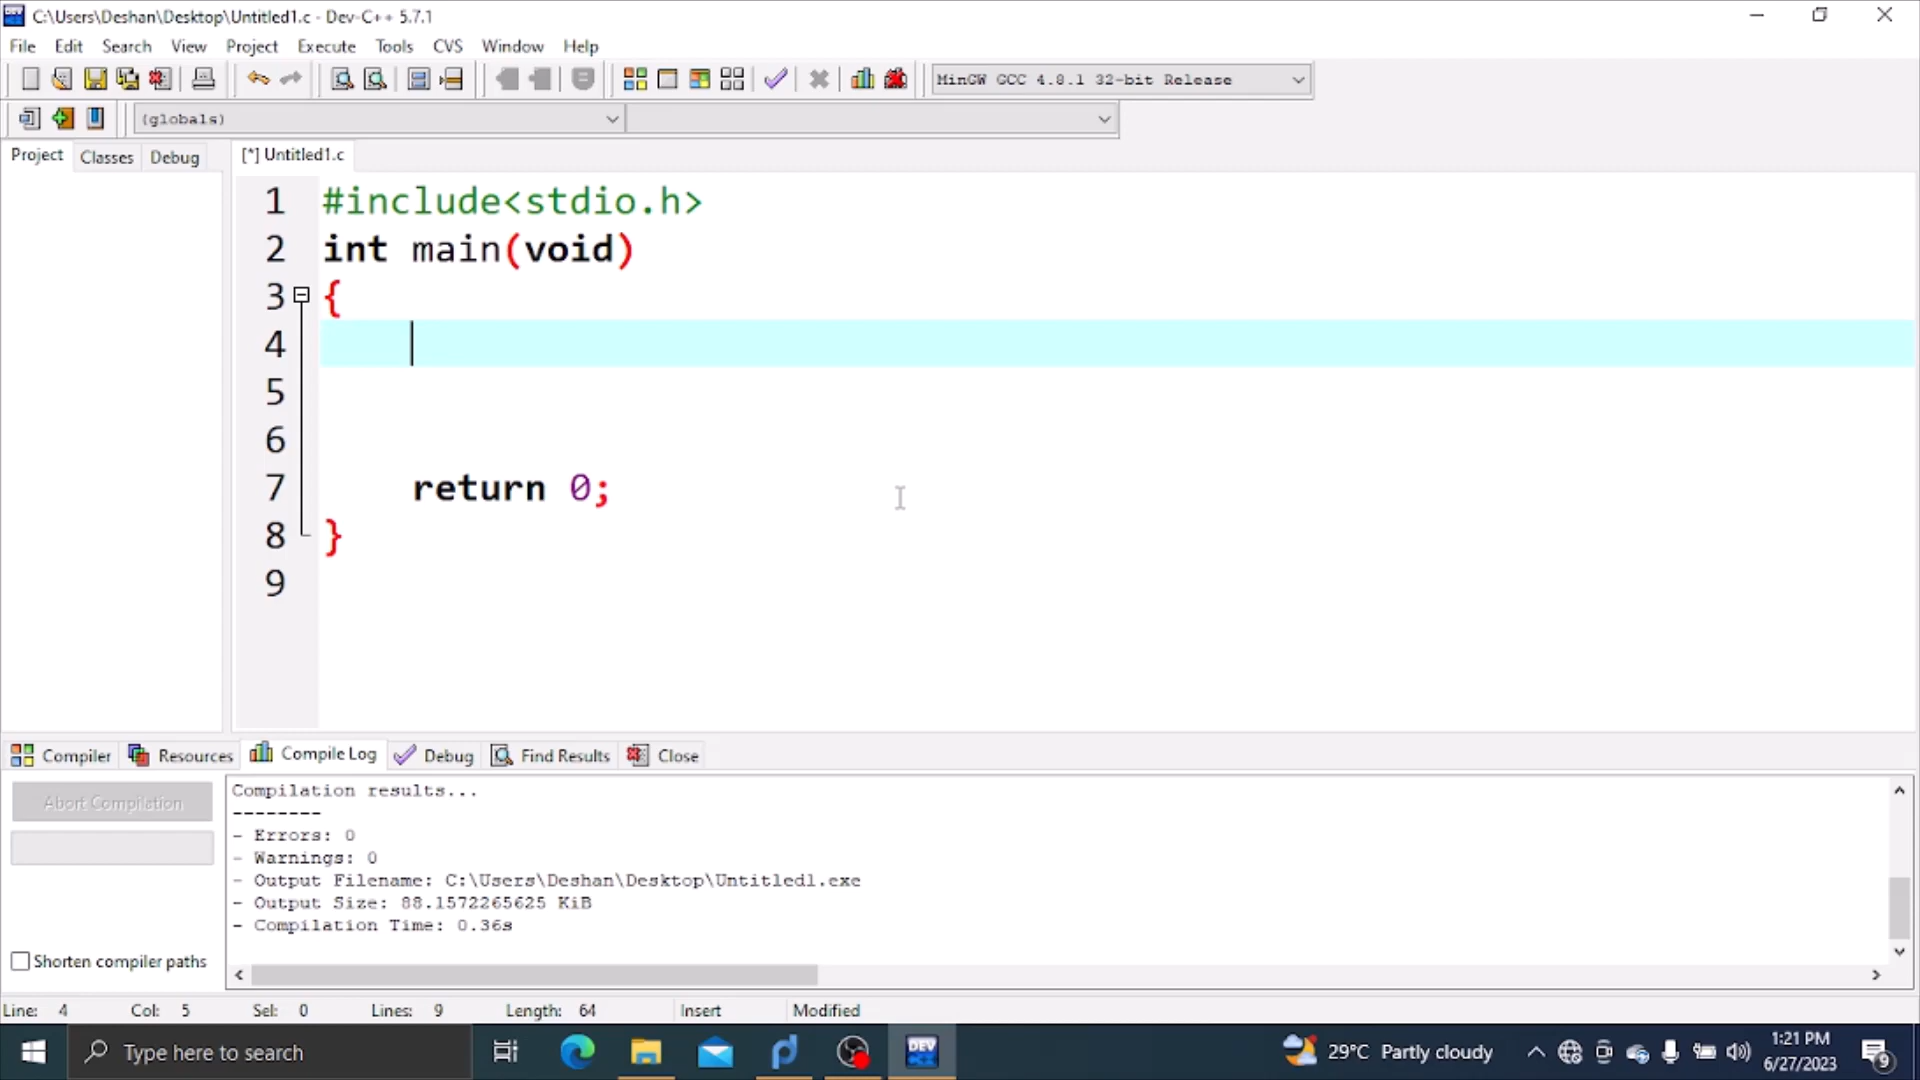 C:\Users\Deshan\Desktop\Untitled1.c - Dev-C++ 5.7.1
File Edit Search View Project Execute Tools CVS Window Help
MinGW GCC 4.8.1 32-bit Release
(globals)
Project Classes Debug [*] Untitled1.c
1 #include<stdio.h>
2 int main(void)
3 {
4
5
6
7 return 0;
8 }
9
Compiler Resources Compile Log Debug Find Results Close
Abort Compilation
Shorten compiler paths
Compilation results...
--------
- Errors: 0
- Warnings: 0
- Output Filename: C:\Users\Deshan\Desktop\Untitled1.exe
- Output Size: 88.1572265625 KiB
- Compilation Time: 0.36s
Line: 4 Col: 5 Sel: 0 Lines: 9 Length: 64 Insert Modified
Type here to search
DEV
29°C Partly cloudy
1:21 PM
6/27/2023
9